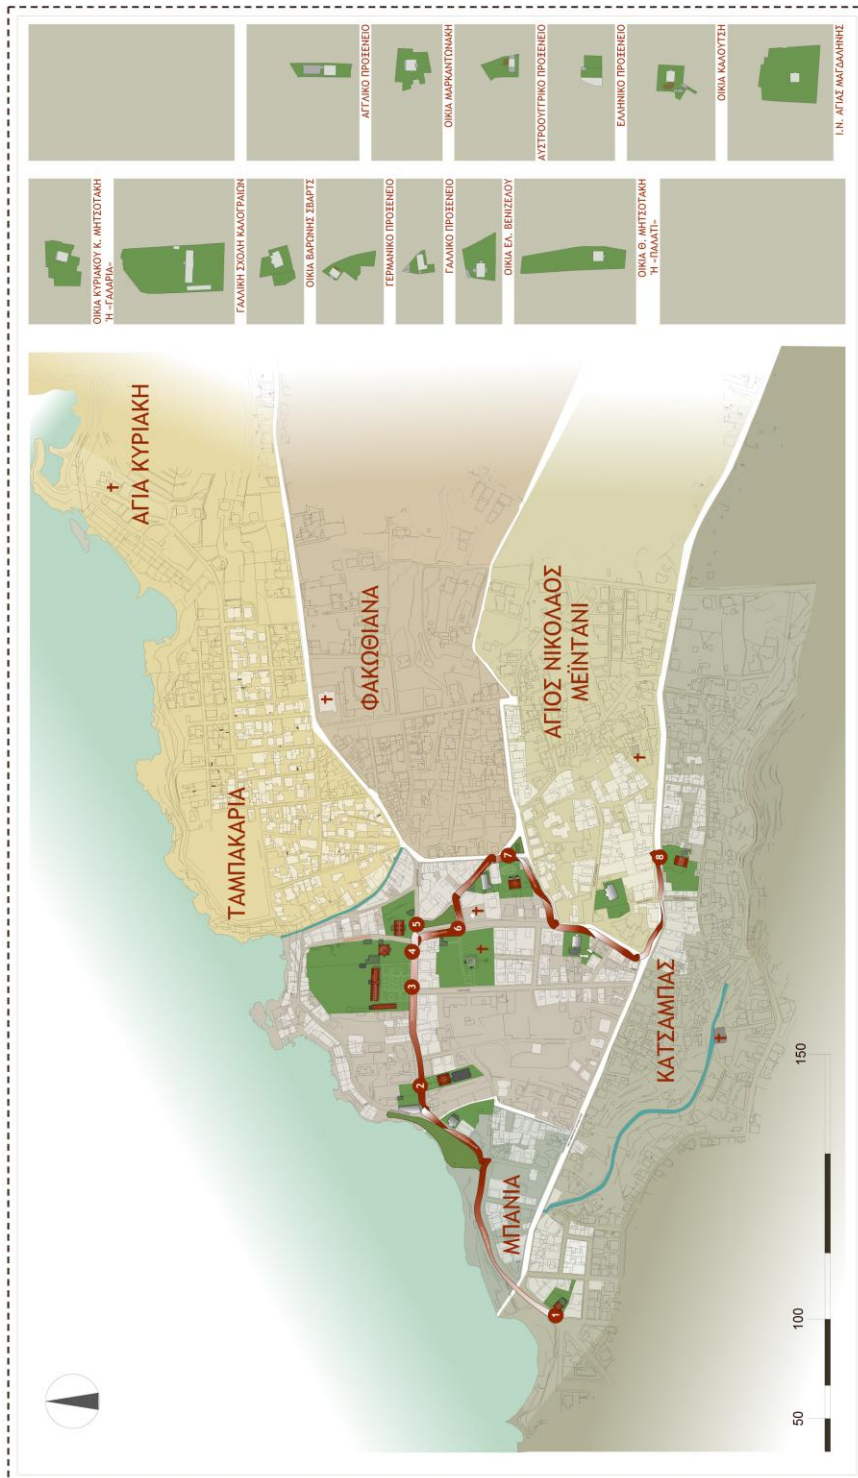 ΟΙΚΙΑ ΚΥΡΙΑΚΟΥ Κ. ΜΗΤΣΟΤΑΚΗ
Ή «ΓΑΛΑΡΙΑ»
ΓΑΛΛΙΚΗ ΣΧΟΛΗ ΚΑΛΟΓΡΑΙΩΝ
ΟΙΚΙΑ ΒΑΡΩΝΗΣ ΣΒΑΡΤΣ
ΓΕΡΜΑΝΙΚΟ ΠΡΟΞΕΝΕΙΟ
ΓΑΛΛΙΚΟ ΠΡΟΞΕΝΕΙΟ
ΟΙΚΙΑ ΕΛ. ΒΕΝΙΖΕΛΟΥ
ΟΙΚΙΑ Θ. ΜΗΤΣΟΤΑΚΗ
Ή «ΠΑΛΑΤΙ»
ΑΓΓΛΙΚΟ ΠΡΟΞΕΝΕΙΟ
ΟΙΚΙΑ ΜΑΡΚΑΝΤΩΝΑΚΗ
ΑΥΣΤΡΟΟΥΓΓΡΙΚΟ ΠΡΟΞΕΝΕΙΟ
ΕΛΛΗΝΙΚΟ ΠΡΟΞΕΝΕΙΟ
ΟΙΚΙΑ ΚΑΛΟΥΤΣΗ
Ι.Ν. ΑΓΙΑΣ ΜΑΓΔΑΛΗΝΗΣ
ΑΓΙΑ ΚΥΡΙΑΚΗ
ΤΑΜΠΑΚΑΡΙΑ
ΦΑΚΩΘΙΑΝΑ
ΑΓΙΟΣ ΝΙΚΟΛΑΟΣ
ΜΕΪΝΤΑΝΙ
ΚΑΤΣΑΜΠΑΣ
ΜΠΑΝΙΑ
1
2
3
4
5
6
7
8
50
100
150